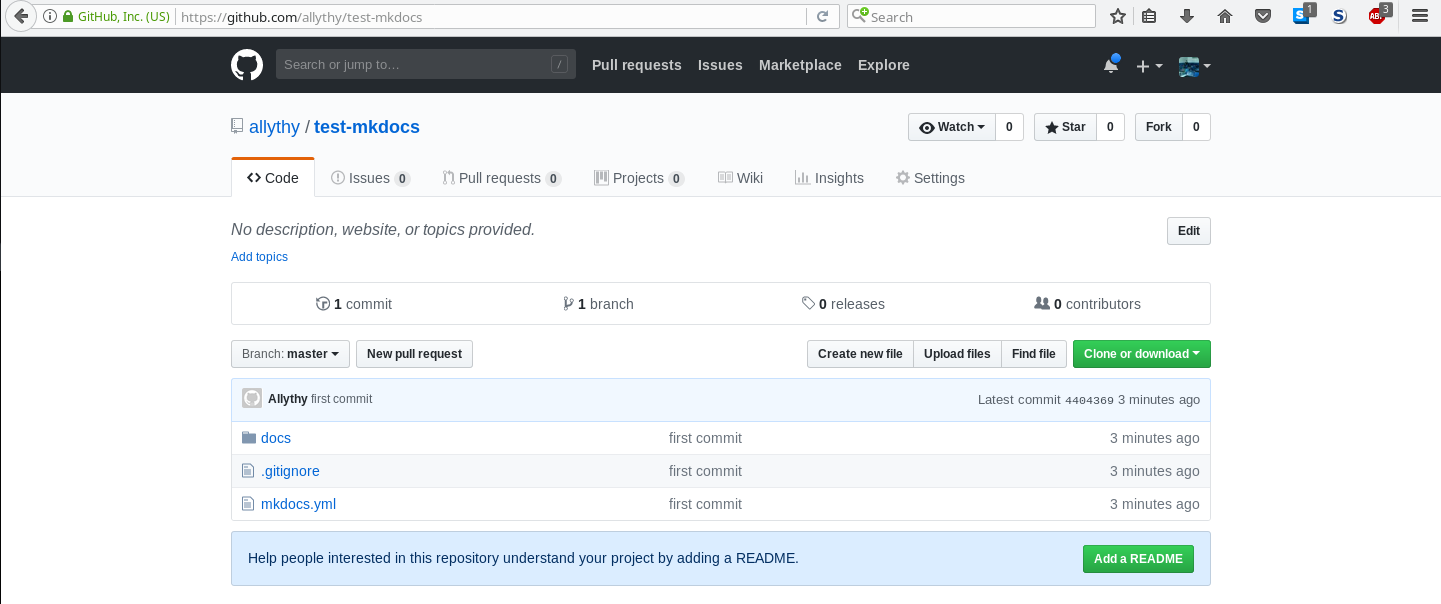 GitHub, Inc. (US) https://github.com/allythy/test-mkdocs Search S 1 S ABP 3
Search or jump to… / Pull requests Issues Marketplace Explore
allythy / test-mkdocs Watch 0 Star 0 Fork 0
Code Issues 0 Pull requests 0 Projects 0 Wiki Insights Settings
No description, website, or topics provided. Edit
Add topics
1 commit 1 branch 0 releases 0 contributors
Branch: master New pull request Create new file Upload files Find file Clone or download
Allythy first commit Latest commit 4404369 3 minutes ago
docs first commit 3 minutes ago
.gitignore first commit 3 minutes ago
mkdocs.yml first commit 3 minutes ago
Help people interested in this repository understand your project by adding a README. Add a README